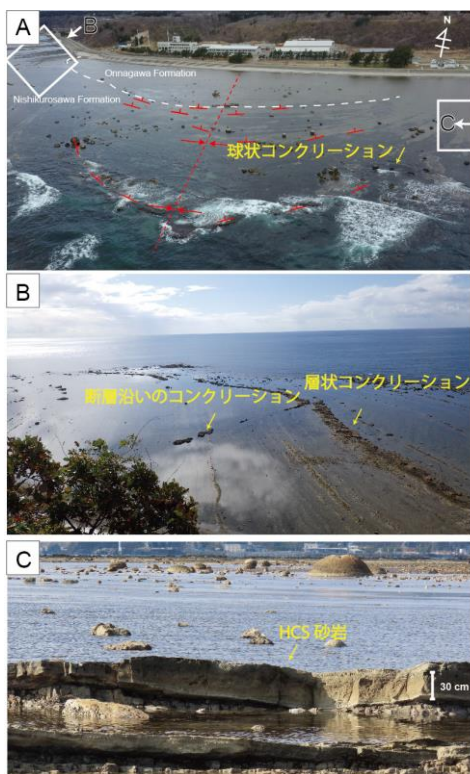 A
B
N
Onnagawa Formation
Nishikurosawa Formation
C
球状コンクリーション
B
層状コンクリーション
断層沿いのコンクリーション
C
HCS 砂岩
30 cm